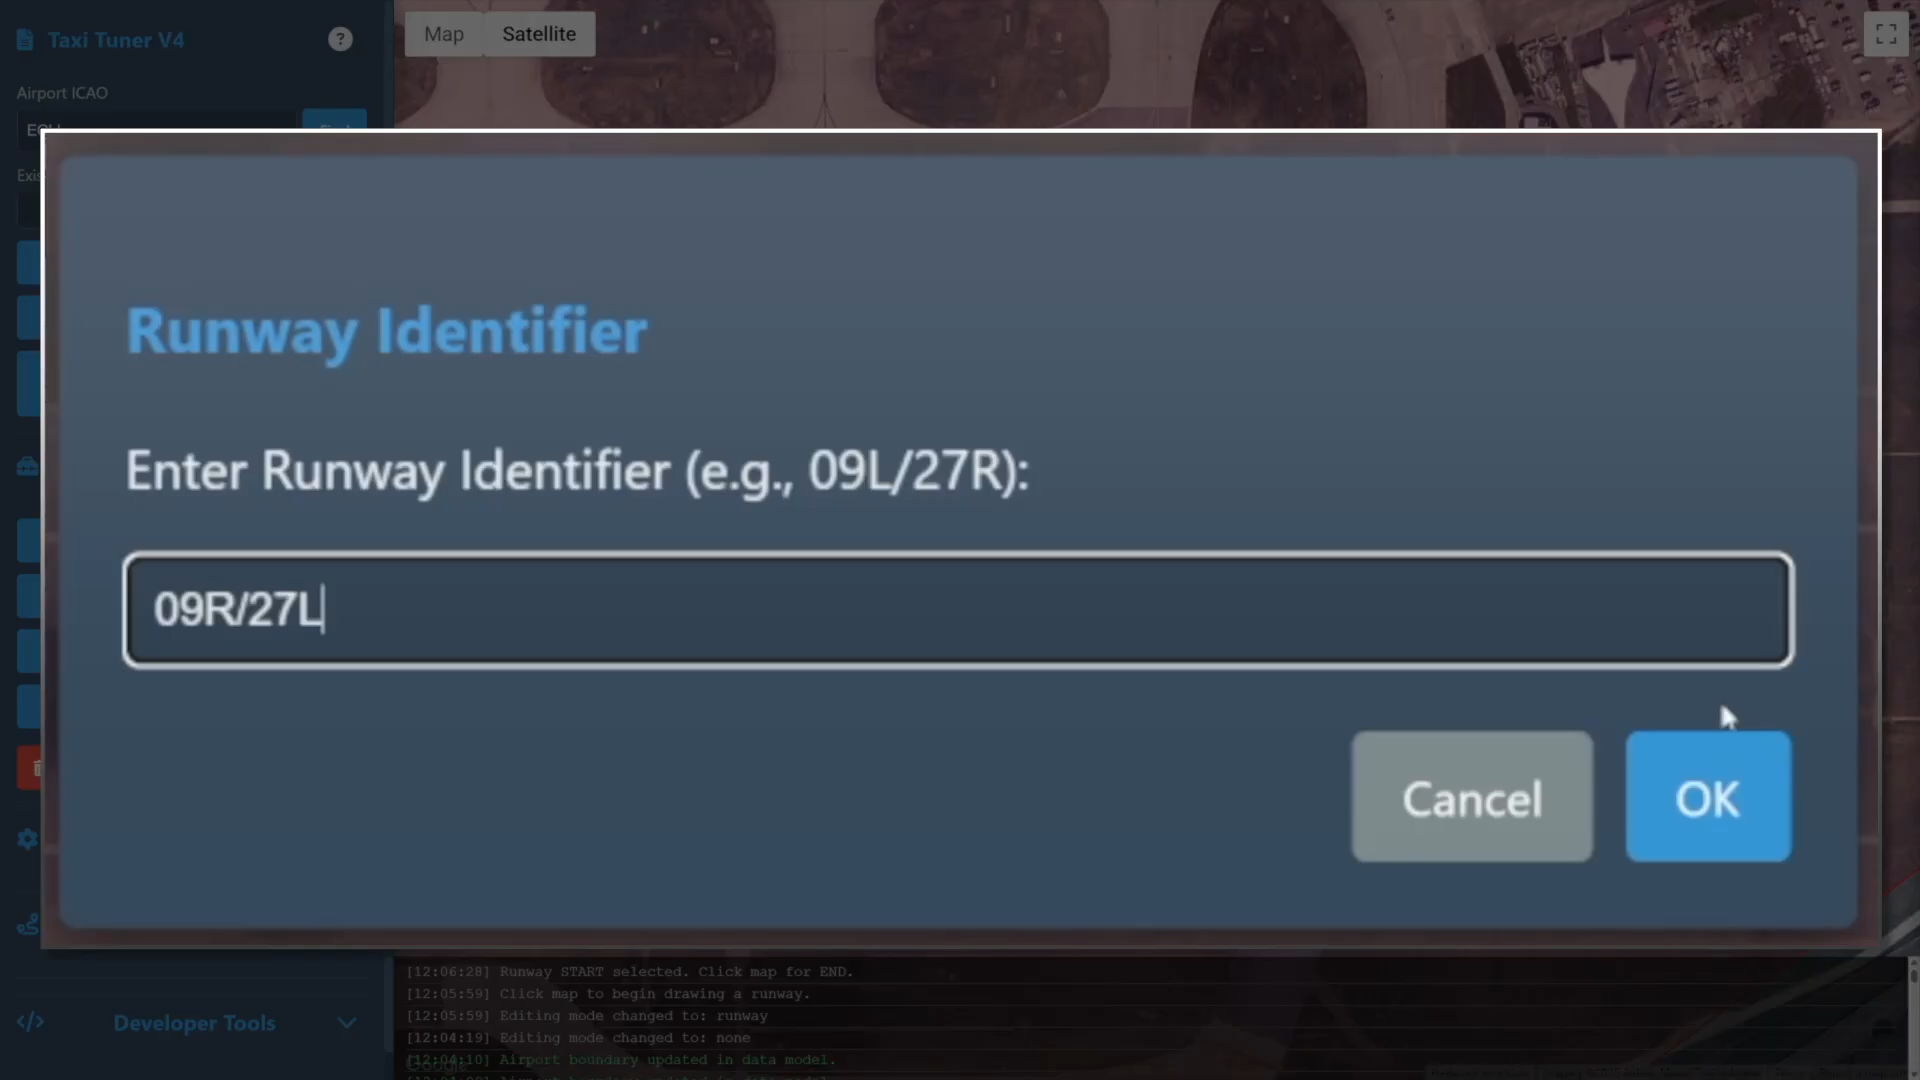 Taxi Tuner V4
?
Map
Satellite
Airport ICAO
Runway Identifier
Enter Runway Identifier (e.g., 09L/27R):
09R/27L
Cancel
OK
[12:06:28] Runway START selected. Click map for END.
[12:05:59] Click map to begin drawing a runway.
[12:05:59] Editing mode changed to: runway
[12:04:19] Editing mode changed to: none
[12:04:10] Airport boundary updated in data model.
Google
</> Developer Tools